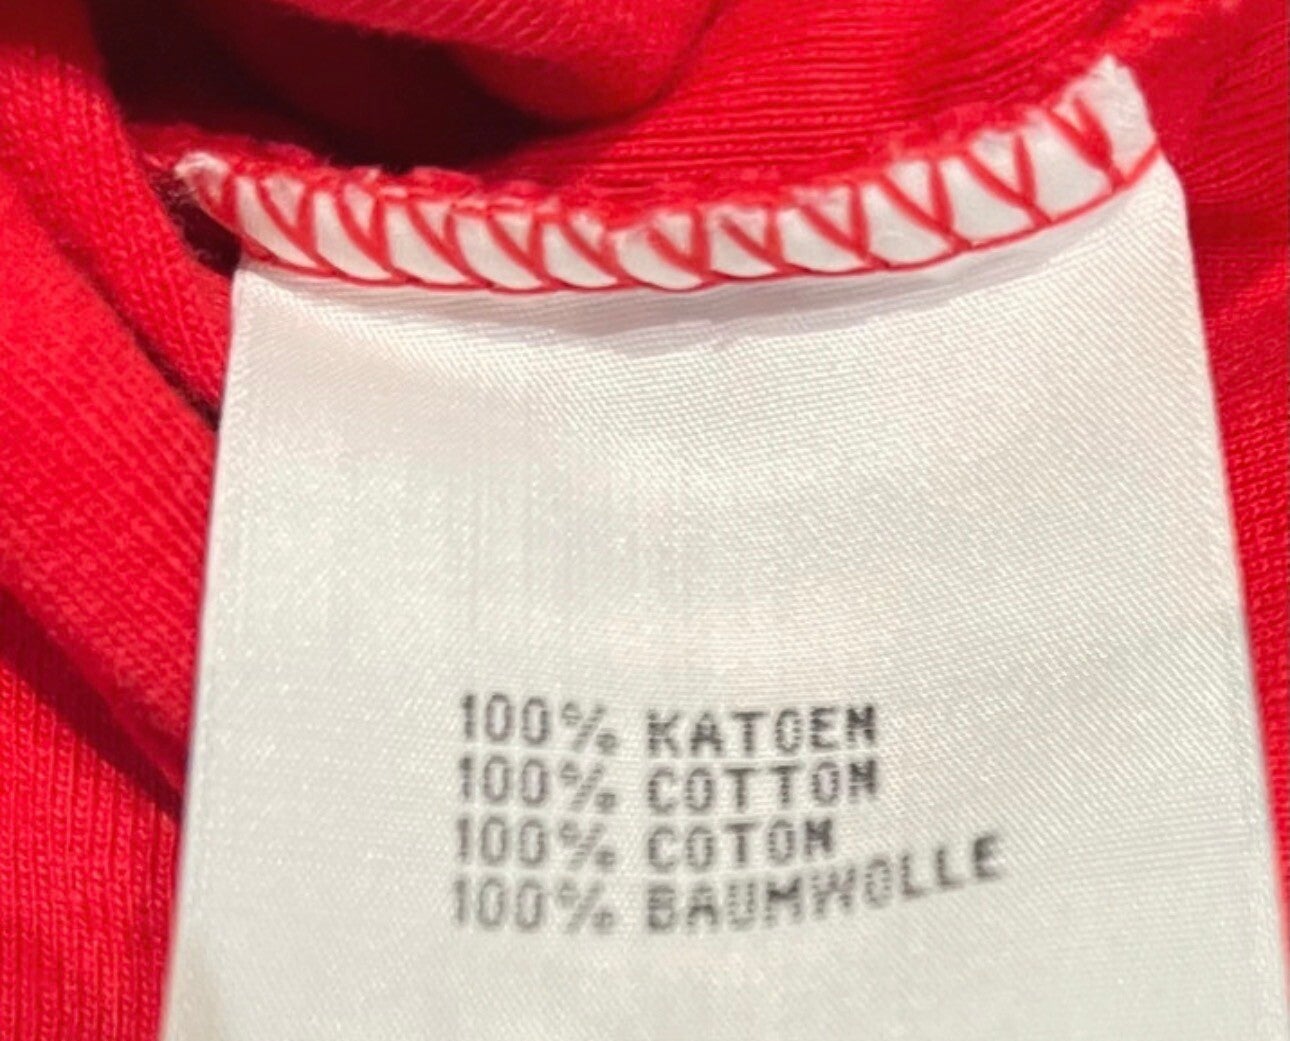 100% KATOEN
100% COTTON
100% COTON
100% BAUMWOLLE